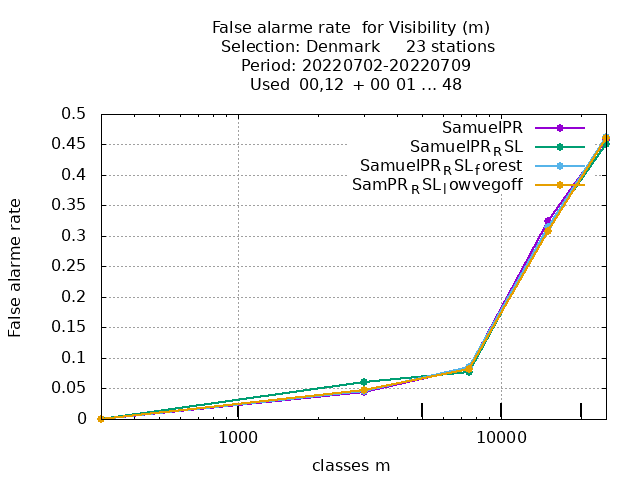 False alarme rate  for Visibility (m)
Selection: Denmark     23 stations
Period: 20220702-20220709
Used  00,12  + 00 01 ... 48
SamuelPR
SamuelPR_RSL
SamuelPR_RSL_forest
SamPR_RSL_lowvegoff
0.5
0.45
0.4
0.35
0.3
0.25
0.2
0.15
0.1
0.05
0
False alarme rate
1000
10000
classes m